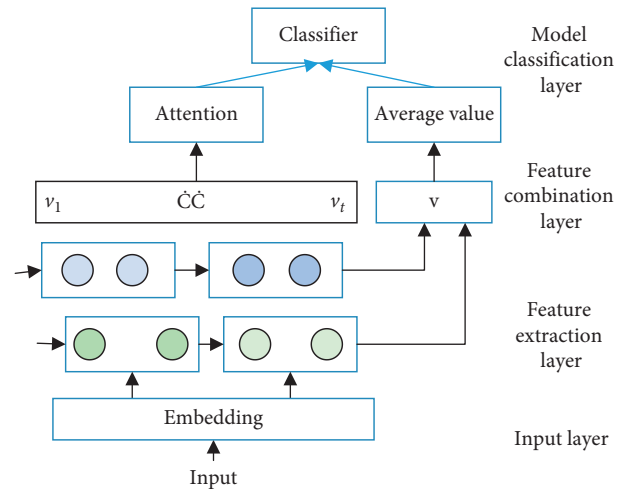 Classifier
Model
classification
layer
Attention
Average value
v1
ĊĊ
vt
v
Feature
combination
layer
Feature
extraction
layer
Embedding
Input layer
Input